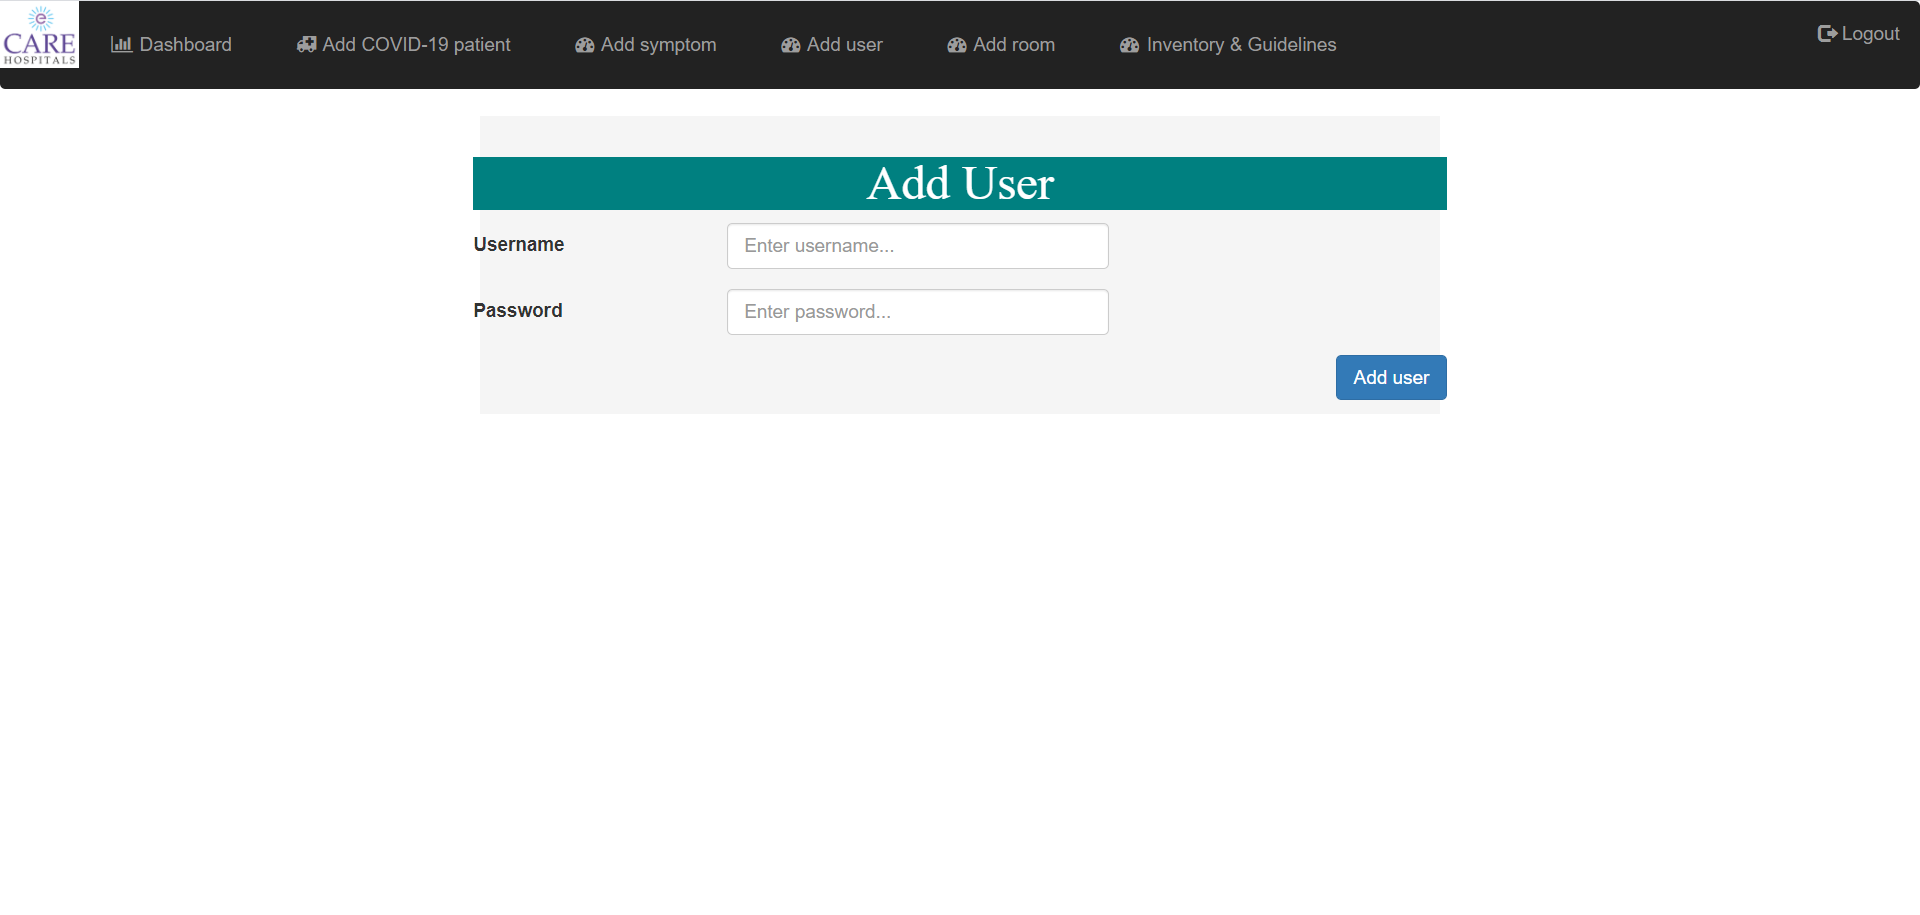 e
CARE
HOSPITALS
Dashboard
Add COVID-19 patient
Add symptom
Add user
Add room
Inventory & Guidelines
Logout
Add User
Username
Enter username...
Password
Enter password...
Add user